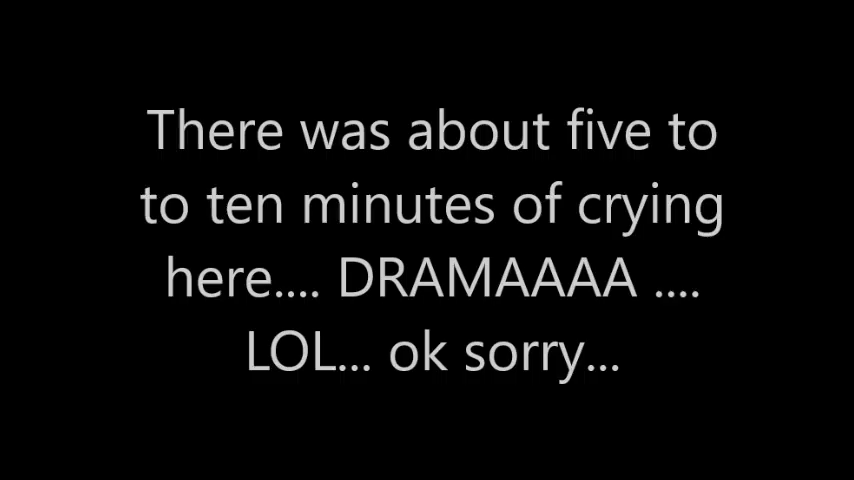 There was about five to
to ten minutes of crying
here.... DRAMAAAA ....
LOL... ok sorry...